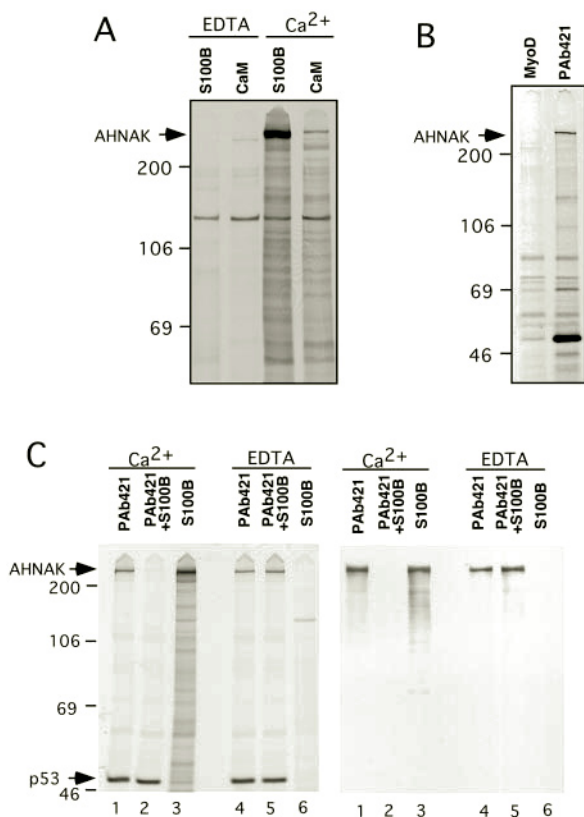 A
EDTA Ca2+
S100B CaM S100B CaM
AHNAK
200
106
69
B
MyoD PAb421
AHNAK
200
106
69
46
C
Ca2+ EDTA Ca2+ EDTA
PAb421 PAb421 +S100B S100B PAb421 PAb421 +S100B S100B PAb421 PAb421 +S100B S100B PAb421 PAb421 +S100B S100B
AHNAK
200
106
69
p53
46
1 2 3 4 5 6 1 2 3 4 5 6